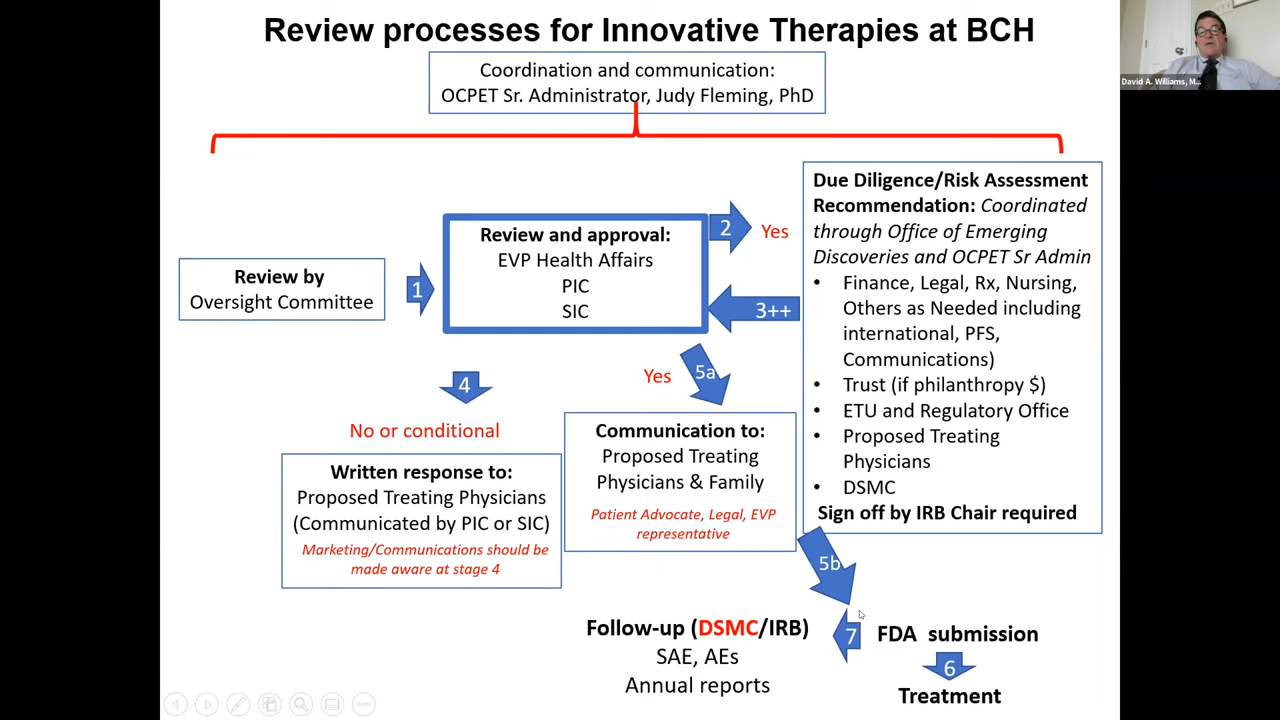 Review processes for Innovative Therapies at BCH
Coordination and communication:
OCPET Sr. Administrator, Judy Fleming, PhD
David A. Williams, M...
Review by
Oversight Committee
1
Review and approval:
EVP Health Affairs
PIC
SIC
2
Yes
3++
Due Diligence/Risk Assessment
Recommendation: Coordinated
through Office of Emerging
Discoveries and OCPET Sr Admin
• Finance, Legal, Rx, Nursing,
Others as Needed including
international, PFS,
Communications)
• Trust (if philanthropy $)
• ETU and Regulatory Office
• Proposed Treating
Physicians
• DSMC
Sign off by IRB Chair required
4
No or conditional
Written response to:
Proposed Treating Physicians
(Communicated by PIC or SIC)
Marketing/Communications should be
made aware at stage 4
Yes
5a
Communication to:
Proposed Treating
Physicians & Family
Patient Advocate, Legal, EVP
representative
5b
FDA submission
6
Treatment
7
Follow-up (DSMC/IRB)
SAE, AEs
Annual reports